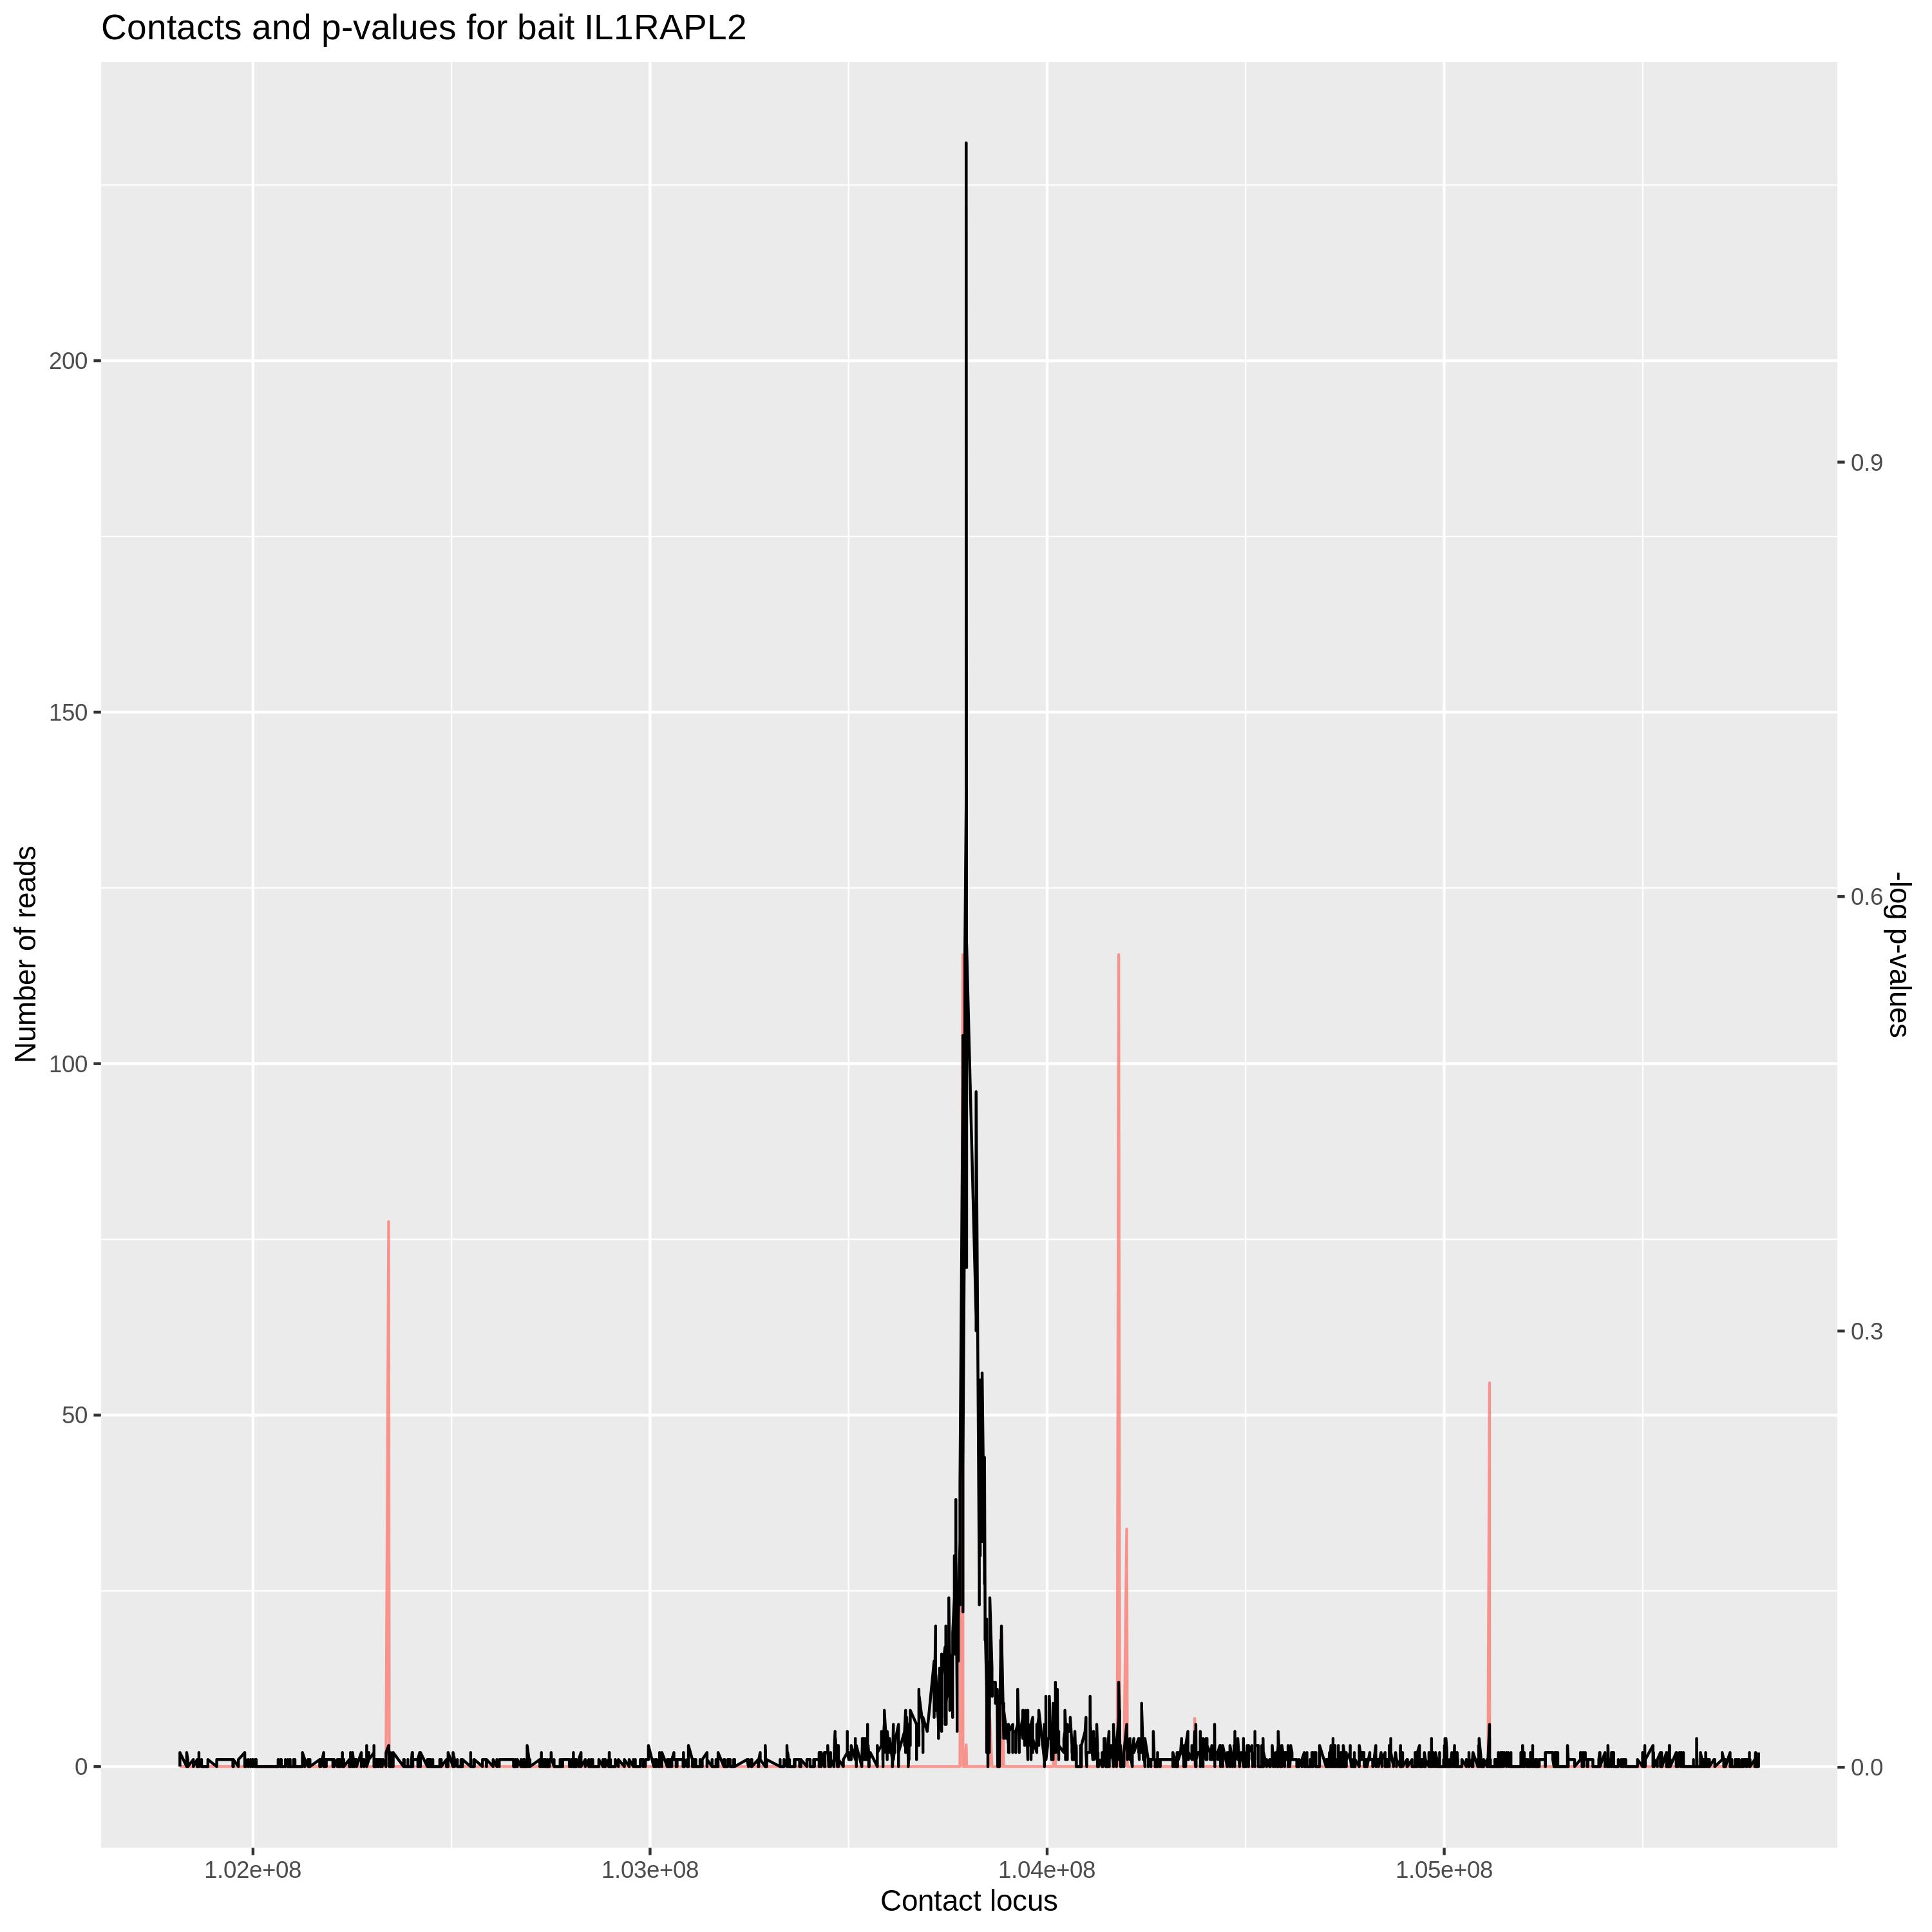 Contacts and p-values for bait IL1RAPL2
Number of reads
200
150
100
50
0
0.9
0.6
0.3
0.0
-log p-values
1.02e+08
1.03e+08
1.04e+08
1.05e+08
Contact locus